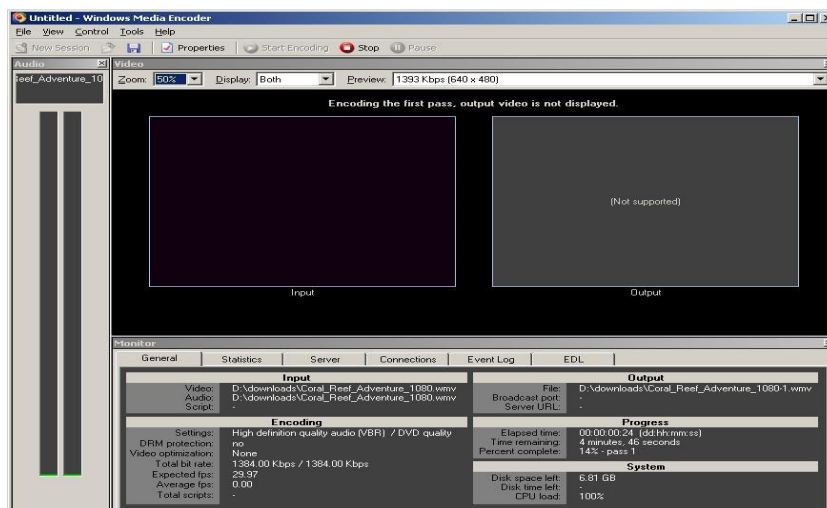 Untitled - Windows Media Encoder
File View Control Tools Help
New Session Properties Start Encoding Stop Pause
Audio
Reef_Adventure_10
Video
Zoom: 50% Display: Both Preview: 1393 Kbps (640 x 480)
Encoding the first pass, output video is not displayed.
(Not supported)
Input Output
Monitor
General Statistics Server Connections Event Log EDL
Input
Video: D:\downloads\Coral_Reef_Adventure_1080.wmv
Audio: D:\downloads\Coral_Reef_Adventure_1080.wmv
Script: -
Encoding
Settings: High definition quality audio (VBR) / DVD quality
DRM protection: no
Video optimization: None
Total bit rate: 1384.00 Kbps / 1384.00 Kbps
Expected fps: 29.97
Average fps: 0.00
Total scripts: -
Output
File: D:\downloads\Coral_Reef_Adventure_1080-1.wmv
Broadcast port: -
Server URL: -
Progress
Elapsed time: 00:00:00:24 (dd:hh:mm:ss)
Time remaining: 4 minutes, 46 seconds
Percent complete: 14% - pass 1
System
Disk space left: 6.81 GB
Disk time left: -
CPU load: 100%